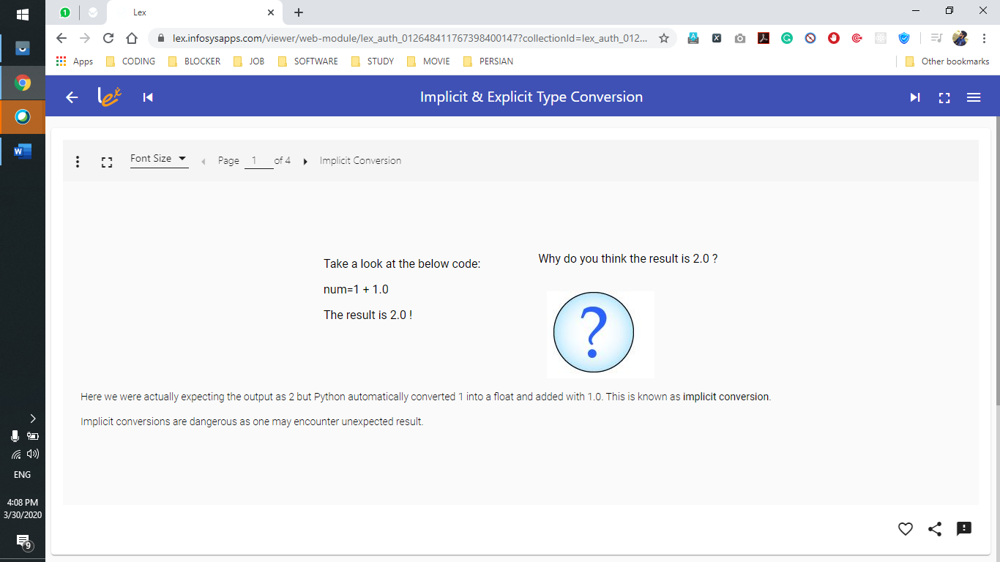 1
Lex
lex.infosysapps.com/viewer/web-module/lex_auth_012648411767398400147?collectionId=lex_auth_012...
Apps CODING BLOCKER JOB SOFTWARE STUDY MOVIE PERSIAN Other bookmarks
lex Implicit & Explicit Type Conversion
Font Size Page 1 of 4 Implicit Conversion
Take a look at the below code:
num=1 + 1.0
The result is 2.0 !
Why do you think the result is 2.0 ?
?
Here we were actually expecting the output as 2 but Python automatically converted 1 into a float and added with 1.0. This is known as implicit conversion.
Implicit conversions are dangerous as one may encounter unexpected result.
W
ENG
4:08 PM
3/30/2020
9